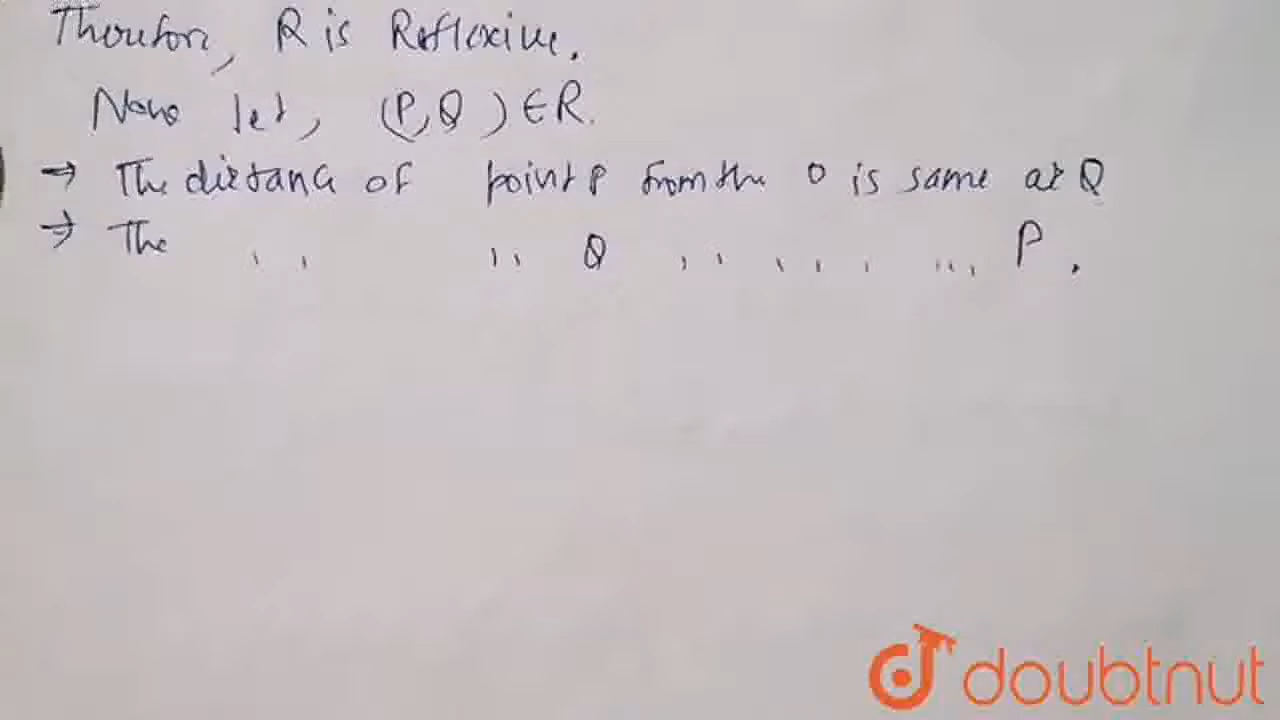 Therefore, R is Reflexive.
Now let, (P,Q) ∈ R.
→ The distance of point P from the O is same as Q
⇒ The ,, ,, Q ,, ,, ,, ,, P.
doubtnut